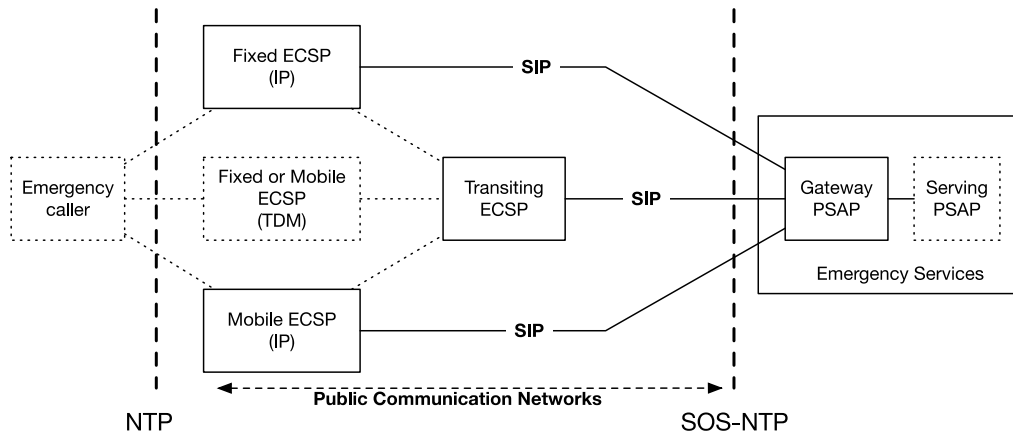 Fixed ECSP
(IP)
SIP
Emergency
caller
Fixed or Mobile
ECSP
(TDM)
Transiting
ECSP
SIP
Gateway
PSAP
Serving
PSAP
Emergency Services
Mobile ECSP
(IP)
SIP
Public Communication Networks
NTP
SOS-NTP